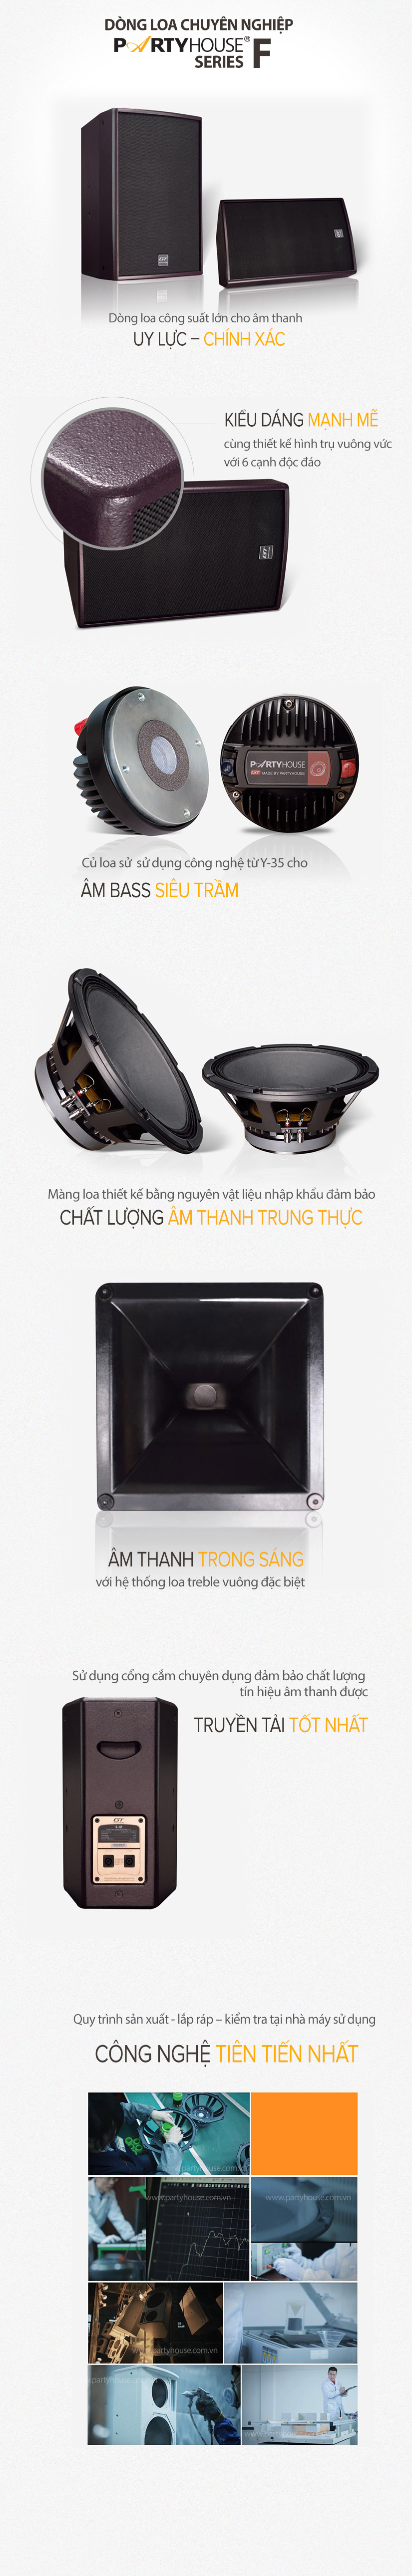 DÒNG LOA CHUYÊN NGHIỆP
PARTYHOUSE®
SERIES F
Dòng loa công suất lớn cho âm thanh
UY LỰC – CHÍNH XÁC
KIỂU DÁNG MẠNH MẼ
cùng thiết kế hình trụ vuông vức
với 6 cạnh độc đáo
PARTYHOUSE
MADE BY PARTYHOUSE
Củ loa sử sử dụng công nghệ từ Y-35 cho
ÂM BASS SIÊU TRẦM
Màng loa thiết kế bằng nguyên vật liệu nhập khẩu đảm bảo
CHẤT LƯỢNG ÂM THANH TRUNG THỰC
ÂM THANH TRONG SÁNG
với hệ thống loa treble vuông đặc biệt
Sử dụng cổng cắm chuyên dụng đảm bảo chất lượng
tín hiệu âm thanh được
TRUYỀN TẢI TỐT NHẤT
Quy trình sản xuất - lắp ráp – kiểm tra tại nhà máy sử dụng
CÔNG NGHỆ TIÊN TIẾN NHẤT
www.partyhouse.com.vn
www.partyhouse.com.vn